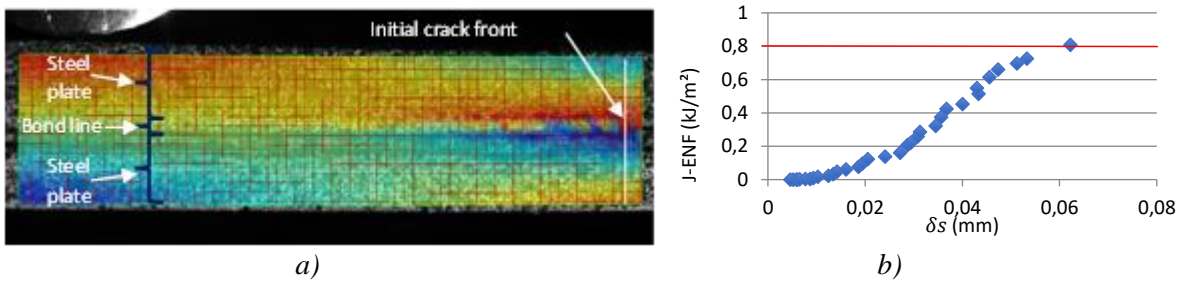 Initial crack front
Steel
plate
Bond line
Steel
plate
a)
J-ENF (kJ/m²)
1
0,8
0,6
0,4
0,2
0
0
0,02
0,04
0,06
0,08
δs (mm)
b)